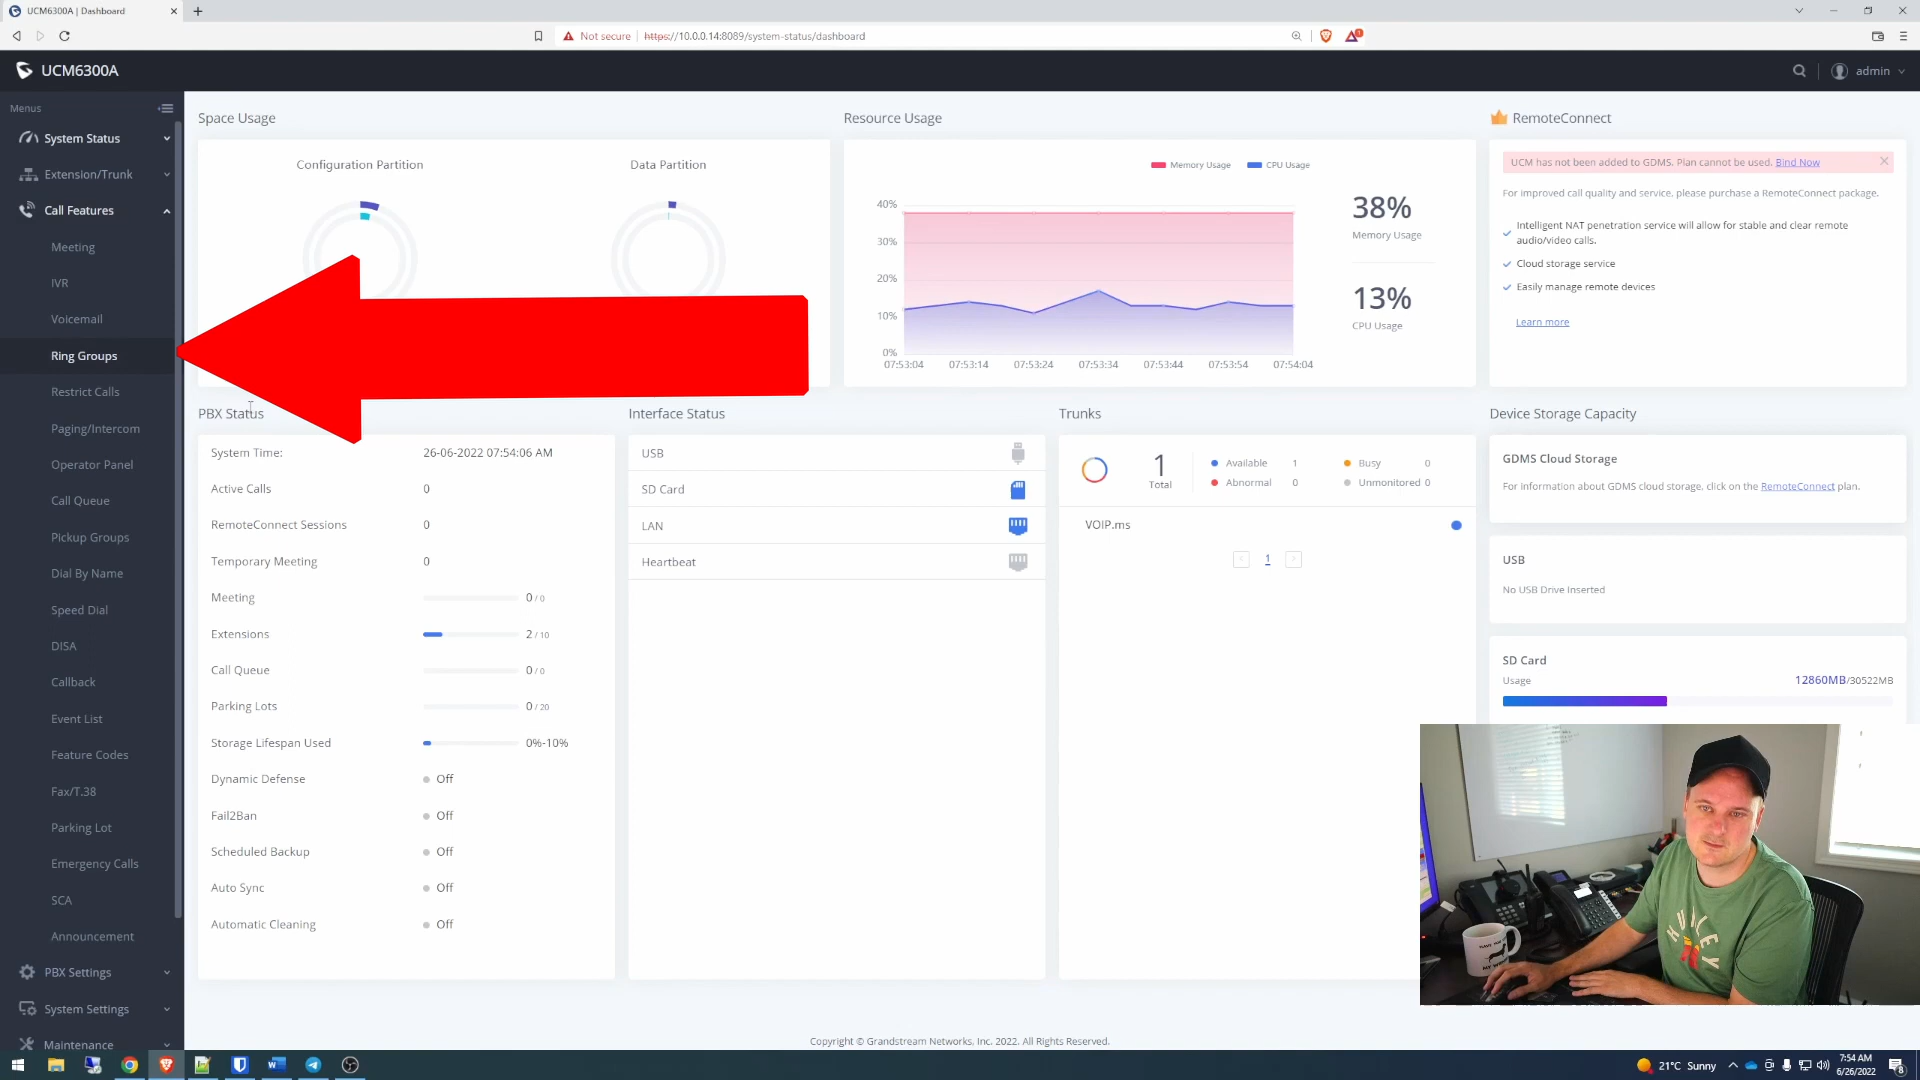 UCM6300A | Dashboard
Not secure
https://10.0.0.14:8089/system-status/dashboard
UCM6300A
admin
Menus
System Status
Extension/Trunk
Call Features
Meeting
IVR
Voicemail
Ring Groups
Restrict Calls
Paging/Intercom
Operator Panel
Call Queue
Pickup Groups
Dial By Name
Speed Dial
DISA
Callback
Event List
Feature Codes
Fax/T.38
Parking Lot
Emergency Calls
SCA
Announcement
PBX Settings
System Settings
Maintenance
Space Usage
Configuration Partition
Data Partition
Resource Usage
Memory Usage
CPU Usage
40%
30%
20%
10%
0%
07:53:04
07:53:14
07:53:24
07:53:34
07:53:44
07:53:54
07:54:04
38%
Memory Usage
13%
CPU Usage
RemoteConnect
UCM has not been added to GDMS. Plan cannot be used. Bind Now
For improved call quality and service, please purchase a RemoteConnect package.
Intelligent NAT penetration service will allow for stable and clear remote
audio/video calls.
Cloud storage service
Easily manage remote devices
Learn more
PBX Status
System Time: 26-06-2022 07:54:06 AM
Active Calls 0
RemoteConnect Sessions 0
Temporary Meeting 0
Meeting 0 / 0
Extensions 2 / 10
Call Queue 0 / 0
Parking Lots 0 / 20
Storage Lifespan Used 0%-10%
Dynamic Defense Off
Fail2Ban Off
Scheduled Backup Off
Auto Sync Off
Automatic Cleaning Off
Interface Status
USB
SD Card
LAN
Heartbeat
Trunks
1
Total
Available 1
Busy 0
Abnormal 0
Unmonitored 0
VOIP.ms
1
Device Storage Capacity
GDMS Cloud Storage
For information about GDMS cloud storage, click on the RemoteConnect plan.
USB
No USB Drive Inserted
SD Card
Usage 12860MB/30522MB
Copyright © Grandstream Networks, Inc. 2022. All Rights Reserved.
21°C Sunny
7:54 AM
6/26/2022